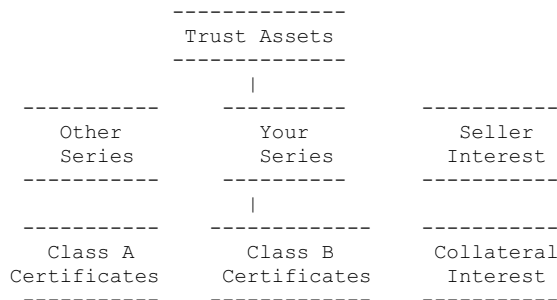 --------------
Trust Assets
--------------
|
----------- ---------- -----------
Other Your Seller
Series Series Interest
----------- ---------- -----------
|
----------- ------------- -----------
Class A Class B Collateral
Certificates Certificates Interest
----------- ------------- -----------